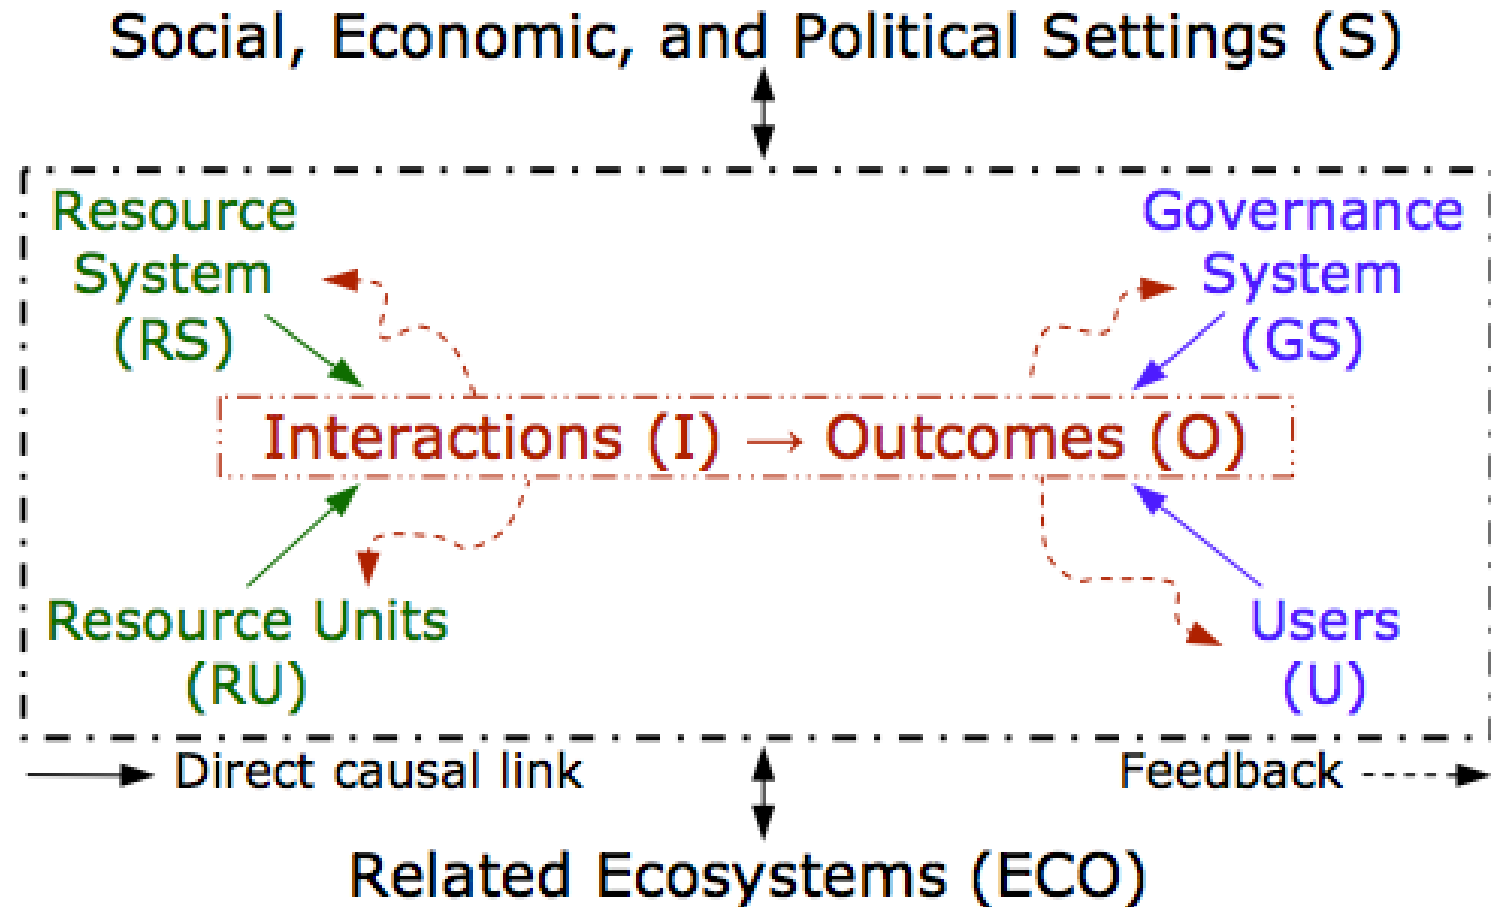 Social, Economic, and Political Settings (S)
Resource
System
(RS)
Governance
System
(GS)
Interactions (I) → Outcomes (O)
Resource Units
(RU)
Users
(U)
Direct causal link
Feedback
Related Ecosystems (ECO)